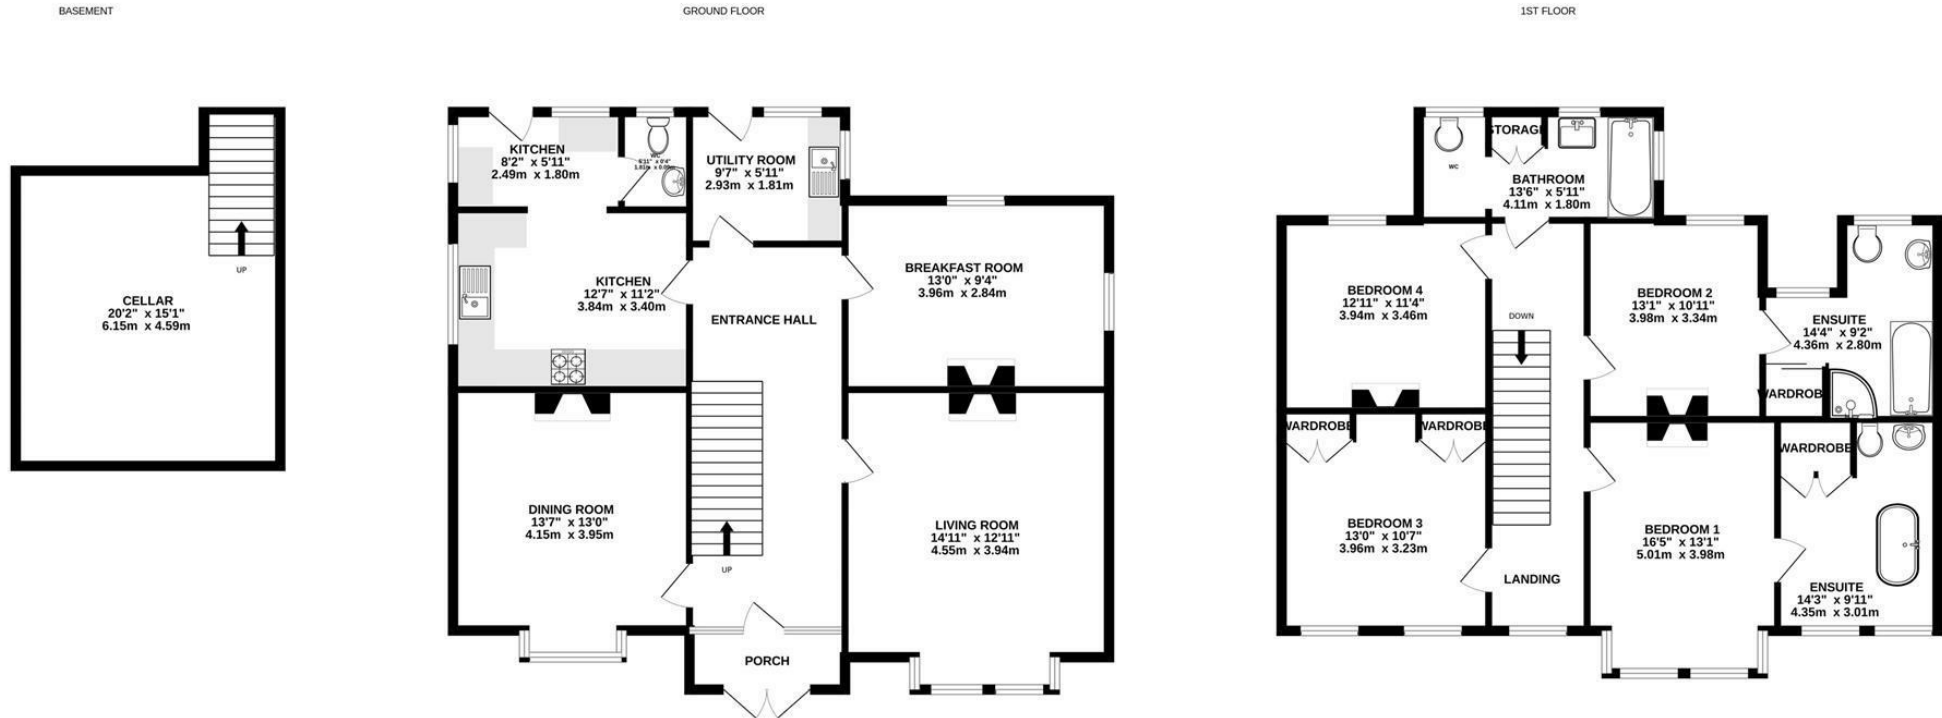 BASEMENT
CELLAR
20'2" x 15'1"
6.15m x 4.59m
UP
GROUND FLOOR
KITCHEN
8'2" x 5'11"
2.49m x 1.80m
WC
UTILITY ROOM
9'7" x 5'11"
2.93m x 1.81m
KITCHEN
12'7" x 11'2"
3.84m x 3.40m
ENTRANCE HALL
BREAKFAST ROOM
13'0" x 9'4"
3.96m x 2.84m
DINING ROOM
13'7" x 13'0"
4.15m x 3.95m
UP
LIVING ROOM
14'11" x 12'11"
4.55m x 3.94m
PORCH
1ST FLOOR
WC
STORAGE
BATHROOM
13'6" x 5'11"
4.11m x 1.80m
BEDROOM 4
12'11" x 11'4"
3.94m x 3.46m
DOWN
BEDROOM 2
13'1" x 10'11"
3.98m x 3.34m
ENSUITE
14'4" x 9'2"
4.36m x 2.80m
WARDROBE
WARDROBE
WARDROBE
BEDROOM 3
13'0" x 10'7"
3.96m x 3.23m
LANDING
BEDROOM 1
16'5" x 13'1"
5.01m x 3.98m
WARDROBE
ENSUITE
14'3" x 9'11"
4.35m x 3.01m